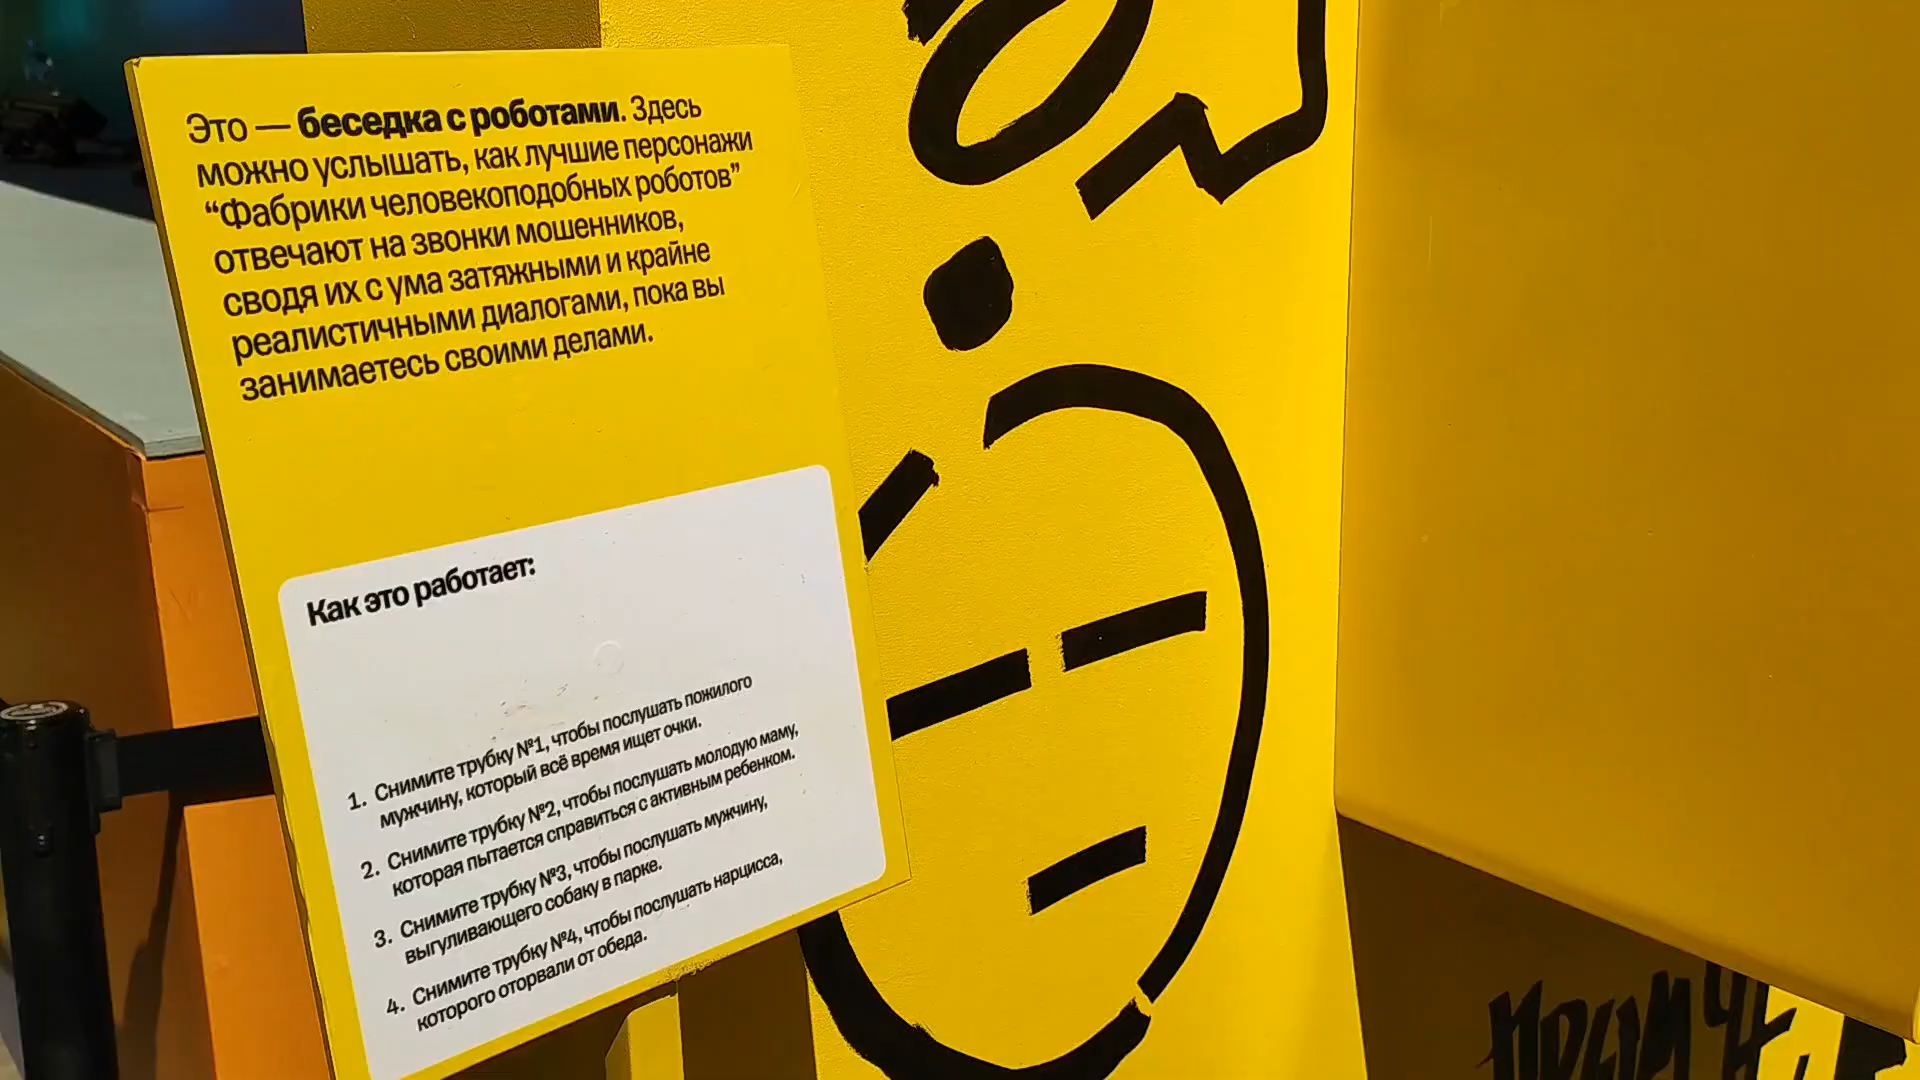 Это — беседка с роботами. Здесь
можно услышать, как лучшие персонажи
“Фабрики человекоподобных роботов”
отвечают на звонки мошенников,
сводя их с ума затяжными и крайне
реалистичными диалогами, пока вы
занимаетесь своими делами.
Как это работает:
1. Снимите трубку №1, чтобы послушать пожилого
мужчину, который всё время ищет очки.
2. Снимите трубку №2, чтобы послушать молодую маму,
которая пытается справиться с активным ребенком.
3. Снимите трубку №3, чтобы послушать мужчину,
выгуливающего собаку в парке.
4. Снимите трубку №4, чтобы послушать нарцисса,
которого оторвали от обеда.